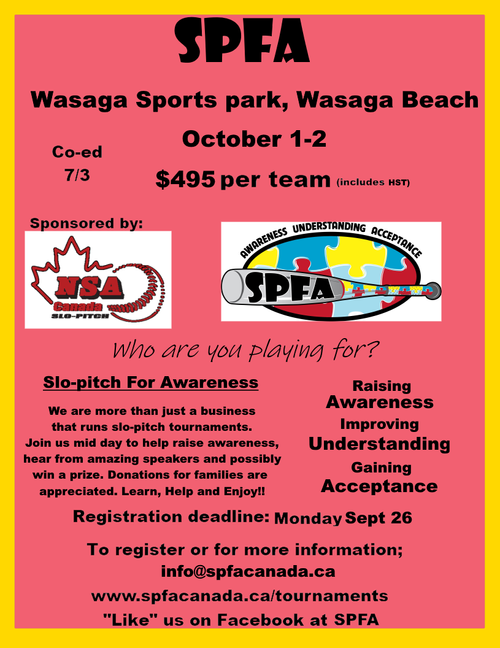 SPFA
Wasaga Sports park, Wasaga Beach
October 1-2
Co-ed
7/3
$495 per team (includes HST)
Sponsored by:
NSA
Canada
SLO-PITCH
AWARENESS UNDERSTANDING ACCEPTANCE
SPFA
Who are you playing for?
Slo-pitch For Awareness
We are more than just a business
that runs slo-pitch tournaments.
Join us mid day to help raise awareness,
hear from amazing speakers and possibly
win a prize. Donations for families are
appreciated. Learn, Help and Enjoy!!
Raising
Awareness
Improving
Understanding
Gaining
Acceptance
Registration deadline: Monday Sept 26
To register or for more information;
info@spfacanada.ca
www.spfacanada.ca/tournaments
"Like" us on Facebook at SPFA